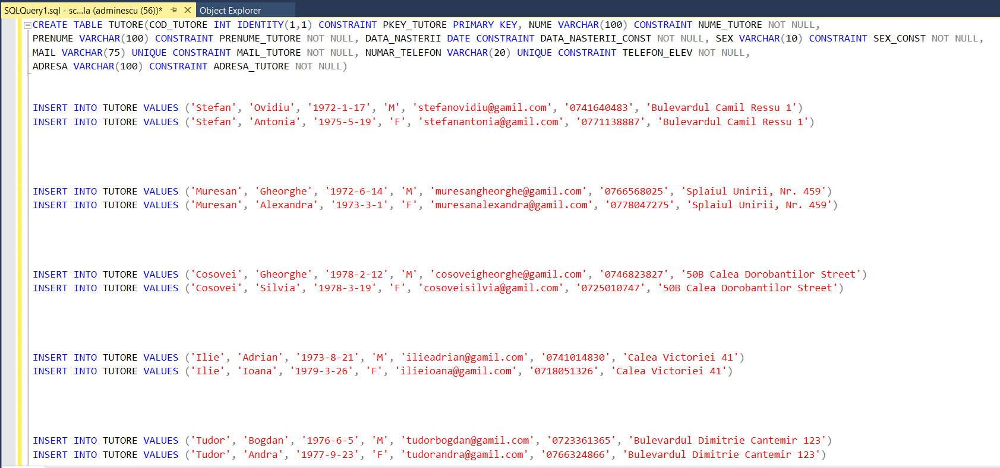 SQLQuery1.sql - sc...la (adminescu (56))* Object Explorer
CREATE TABLE TUTORE(COD_TUTORE INT IDENTITY(1,1) CONSTRAINT PKEY_TUTORE PRIMARY KEY, NUME VARCHAR(100) CONSTRAINT NUME_TUTORE NOT NULL,
PRENUME VARCHAR(100) CONSTRAINT PRENUME_TUTORE NOT NULL, DATA_NASTERII DATE CONSTRAINT DATA_NASTERII_CONST NOT NULL, SEX VARCHAR(10) CONSTRAINT SEX_CONST NOT NULL,
MAIL VARCHAR(75) UNIQUE CONSTRAINT MAIL_TUTORE NOT NULL, NUMAR_TELEFON VARCHAR(20) UNIQUE CONSTRAINT TELEFON_ELEV NOT NULL,
ADRESA VARCHAR(100) CONSTRAINT ADRESA_TUTORE NOT NULL)
INSERT INTO TUTORE VALUES ('Stefan', 'Ovidiu', '1972-1-17', 'M', 'stefanovidiu@gamil.com', '0741640483', 'Bulevardul Camil Ressu 1')
INSERT INTO TUTORE VALUES ('Stefan', 'Antonia', '1975-5-19', 'F', 'stefanantonia@gamil.com', '0771138887', 'Bulevardul Camil Ressu 1')
INSERT INTO TUTORE VALUES ('Muresan', 'Gheorghe', '1972-6-14', 'M', 'muresangheorghe@gamil.com', '0766568025', 'Splaiul Unirii, Nr. 459')
INSERT INTO TUTORE VALUES ('Muresan', 'Alexandra', '1973-3-1', 'F', 'muresanalexandra@gamil.com', '0778047275', 'Splaiul Unirii, Nr. 459')
INSERT INTO TUTORE VALUES ('Cosovei', 'Gheorghe', '1978-2-12', 'M', 'cosoveigheorghe@gamil.com', '0746823827', '50B Calea Dorobantilor Street')
INSERT INTO TUTORE VALUES ('Cosovei', 'Silvia', '1978-3-19', 'F', 'cosoveisilvia@gamil.com', '0725010747', '50B Calea Dorobantilor Street')
INSERT INTO TUTORE VALUES ('Ilie', 'Adrian', '1973-8-21', 'M', 'ilieadrian@gamil.com', '0741014830', 'Calea Victoriei 41')
INSERT INTO TUTORE VALUES ('Ilie', 'Ioana', '1979-3-26', 'F', 'ilieioana@gamil.com', '0718051326', 'Calea Victoriei 41')
INSERT INTO TUTORE VALUES ('Tudor', 'Bogdan', '1976-6-5', 'M', 'tudorbogdan@gamil.com', '0723361365', 'Bulevardul Dimitrie Cantemir 123')
INSERT INTO TUTORE VALUES ('Tudor', 'Andra', '1977-9-23', 'F', 'tudorandra@gamil.com', '0766324866', 'Bulevardul Dimitrie Cantemir 123')